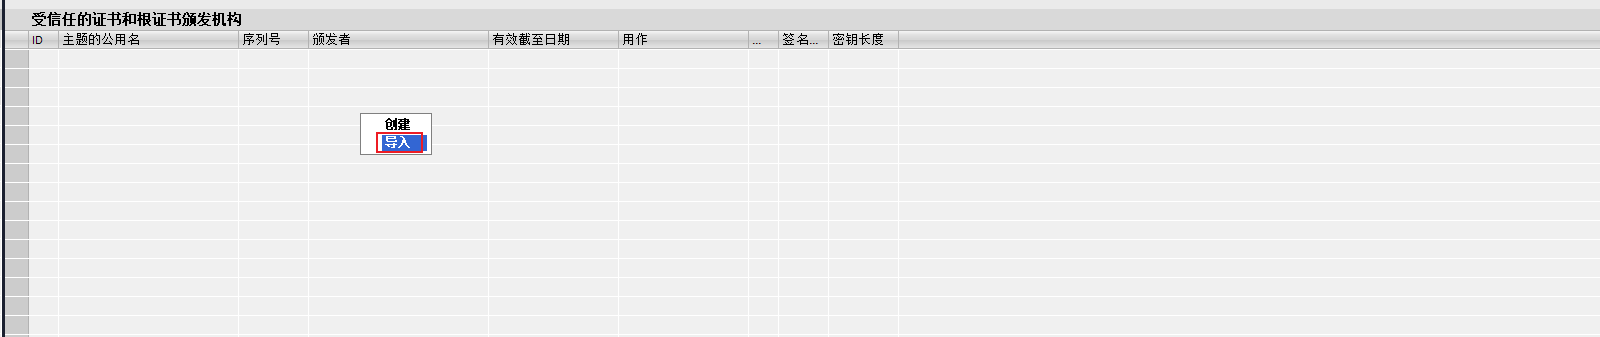 受信任的证书和根证书颁发机构
ID 主题的公用名 序列号 颁发者 有效截至日期 用作 ... 签名... 密钥长度
创建
导入